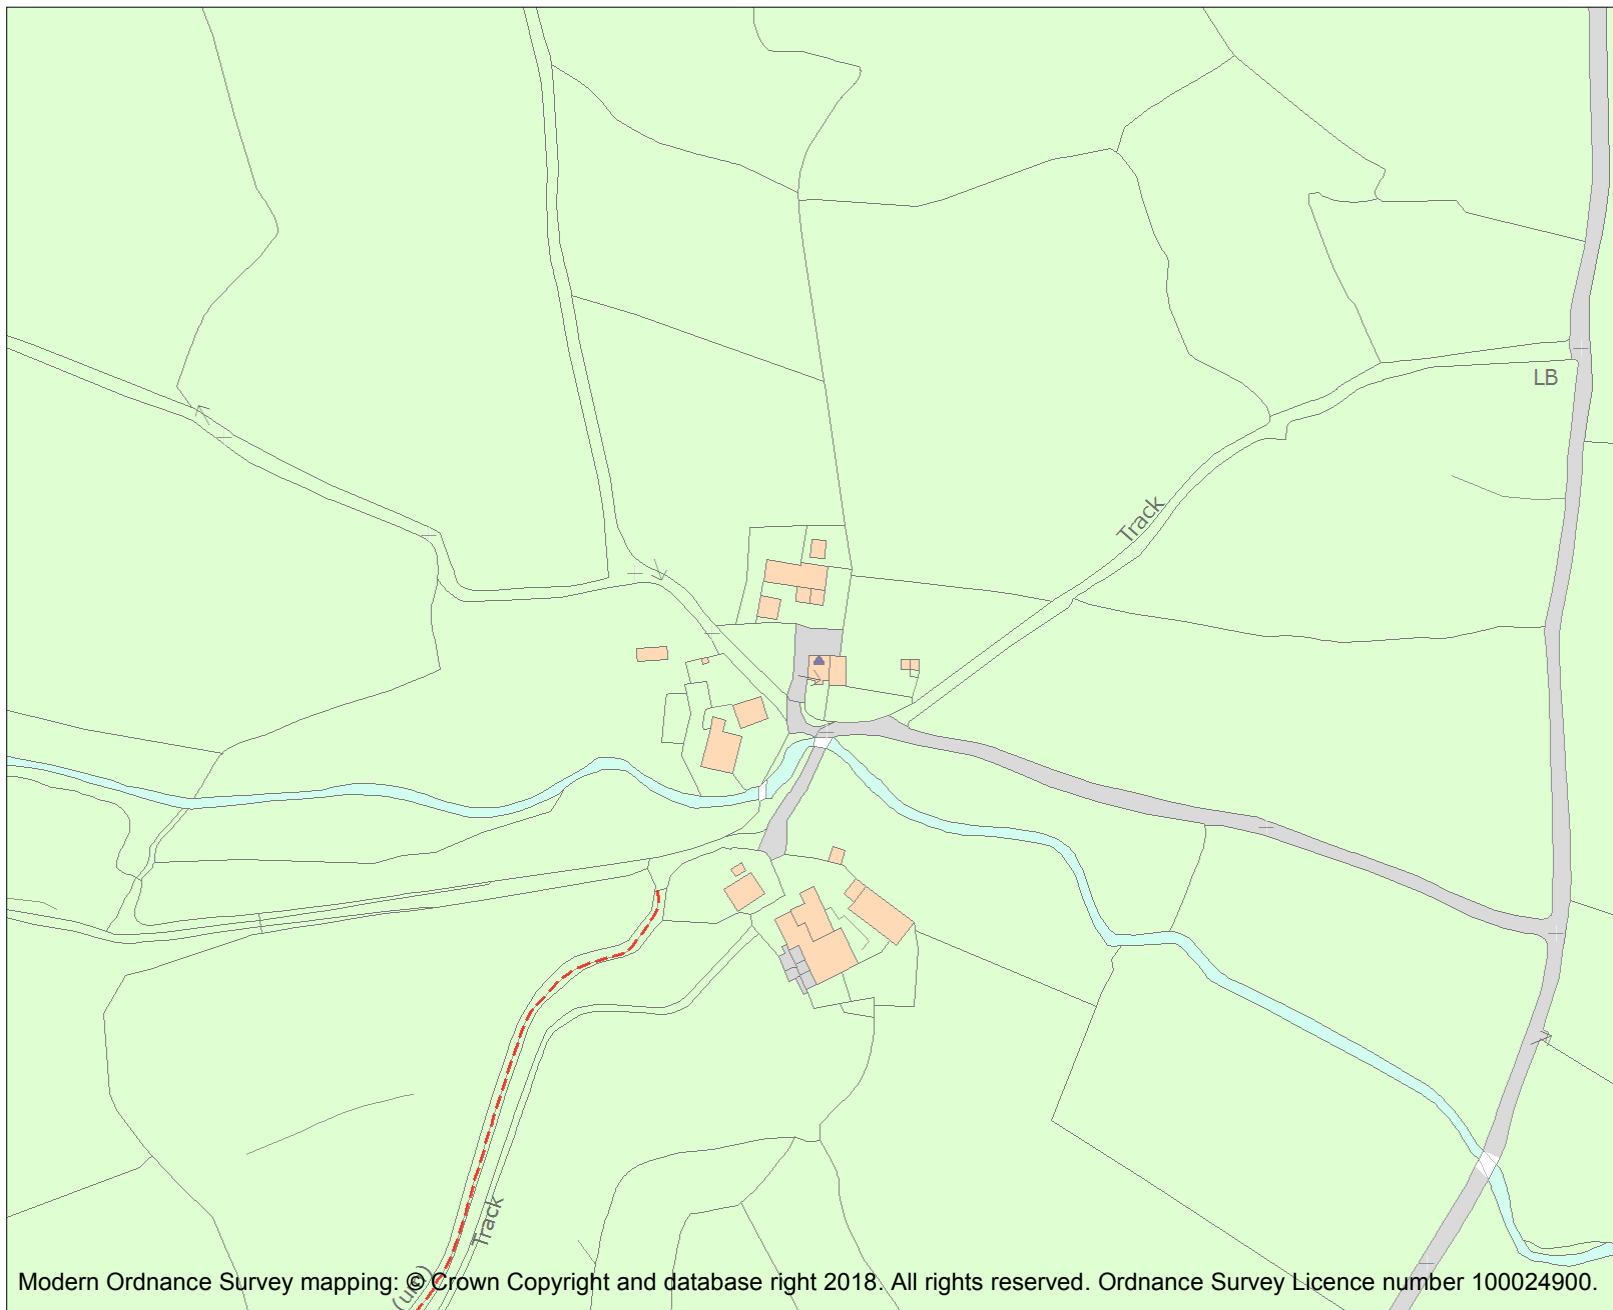 LB
Track
Track
(um)
Modern Ordnance Survey mapping: © Crown Copyright and database right 2018. All rights reserved. Ordnance Survey Licence number 100024900.